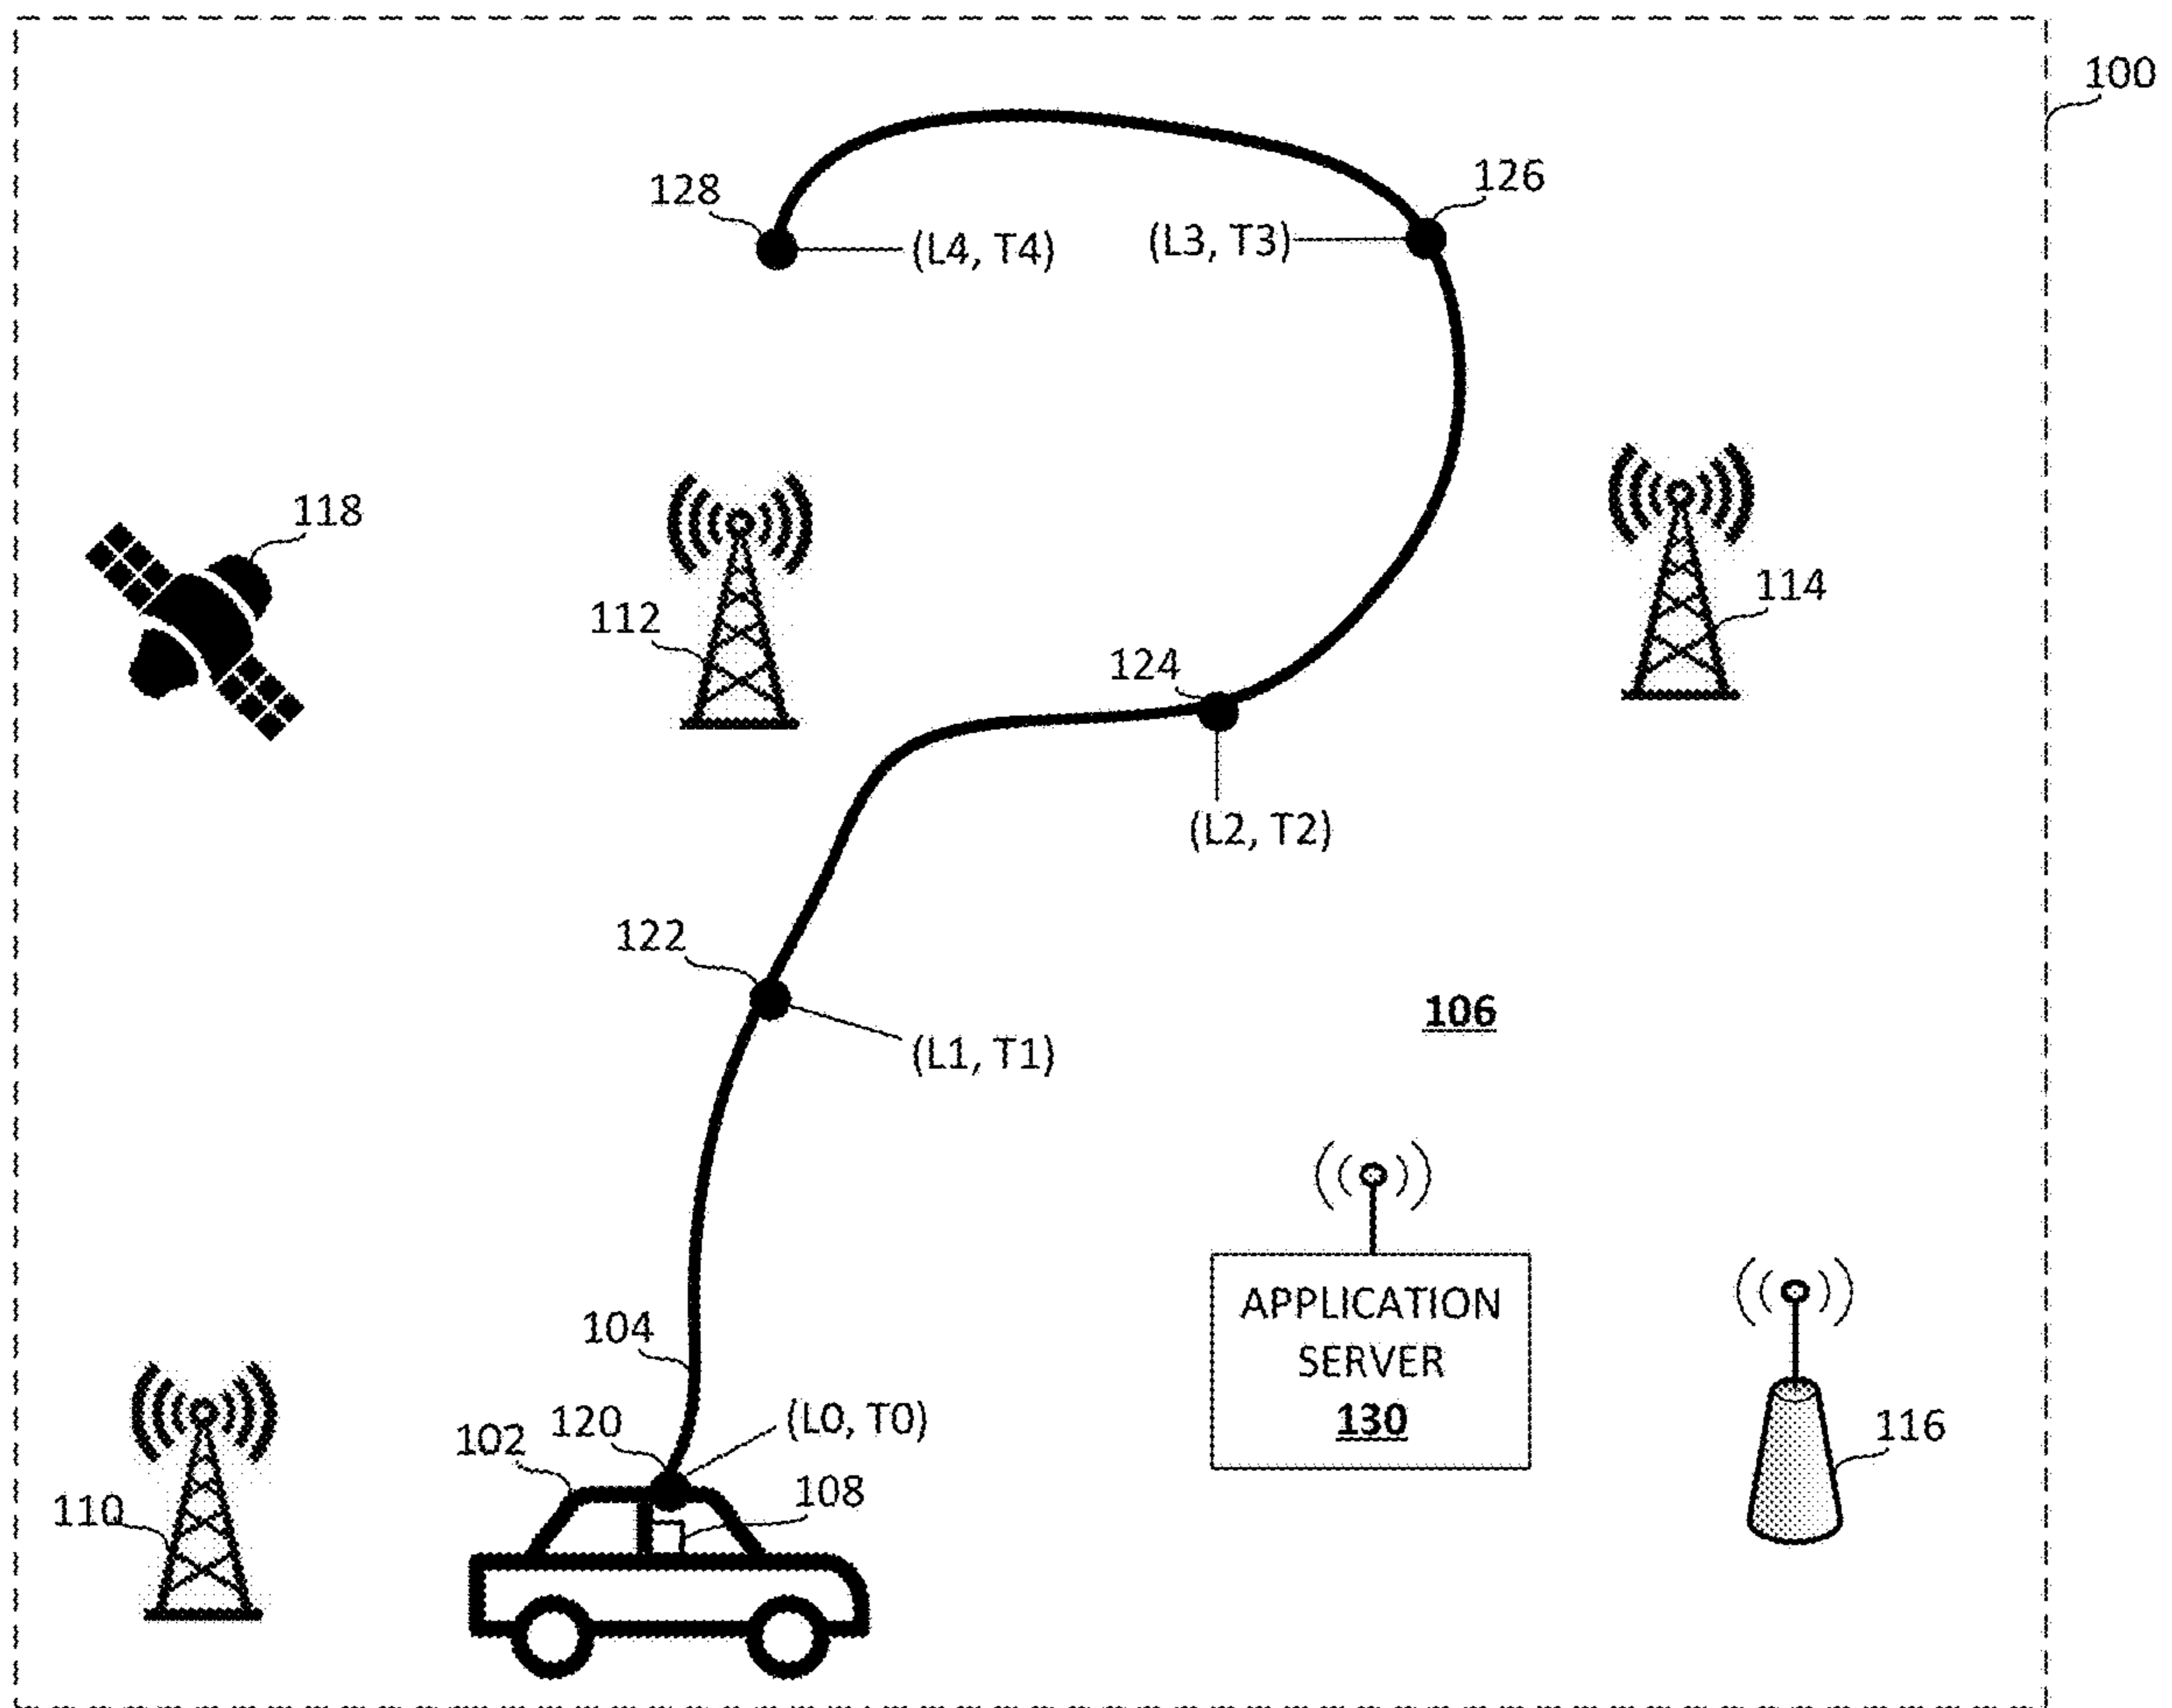 100
126
128
(L4, T4)
(L3, T3)
118
112
114
124
(L2, T2)
122
(L1, T1)
106
104
APPLICATION
SERVER
130
120
(L0, T0)
102
108
110
116